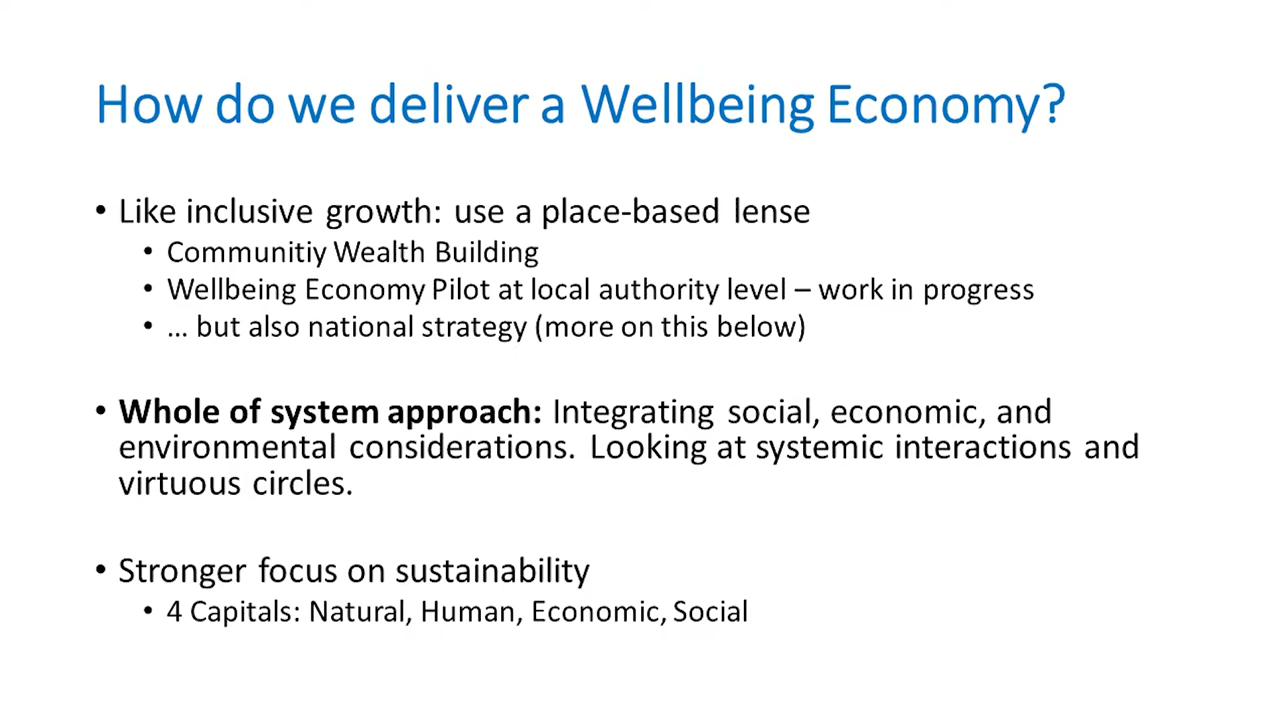 How do we deliver a Wellbeing Economy?
• Like inclusive growth: use a place-based lense
• Communitiy Wealth Building
• Wellbeing Economy Pilot at local authority level – work in progress
• ... but also national strategy (more on this below)
• Whole of system approach: Integrating social, economic, and
environmental considerations. Looking at systemic interactions and
virtuous circles.
• Stronger focus on sustainability
• 4 Capitals: Natural, Human, Economic, Social